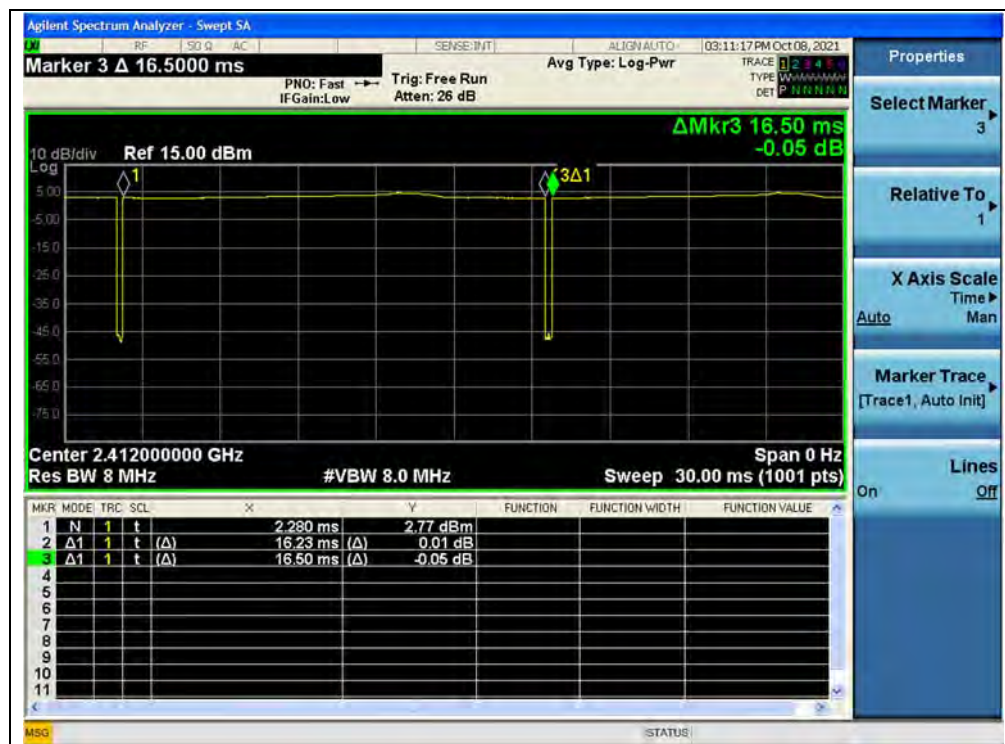 Agilent Spectrum Analyzer - Swept SA
RF 50 Ω AC SENSE:INT ALIGN AUTO 03:11:17 PM Oct 08, 2021
Marker 3 Δ 16.5000 ms
PNO: Fast Trig: Free Run Avg Type: Log-Pwr TRACE 1 2 3 4 5 6
IFGain:Low Atten: 26 dB TYPE W
DET P N N N N N
ΔMkr3 16.50 ms
-0.05 dB
10 dB/div Ref 15.00 dBm
Log
1
3Δ1
5.00
-5.00
-15.0
-25.0
-35.0
-45.0
-55.0
-65.0
-75.0
Center 2.412000000 GHz Span 0 Hz
Res BW 8 MHz #VBW 8.0 MHz Sweep 30.00 ms (1001 pts)
MKR MODE TRC SCL X Y FUNCTION FUNCTION WIDTH FUNCTION VALUE
1 N 1 t 2.280 ms 2.77 dBm
2 Δ1 1 t (Δ) 16.23 ms (Δ) 0.01 dB
3 Δ1 1 t (Δ) 16.50 ms (Δ) -0.05 dB
4
5
6
7
8
9
10
11
MSG STATUS
Properties
Select Marker
3
Relative To
1
X Axis Scale
Time
Auto Man
Marker Trace
[Trace1, Auto Init]
Lines
On Off